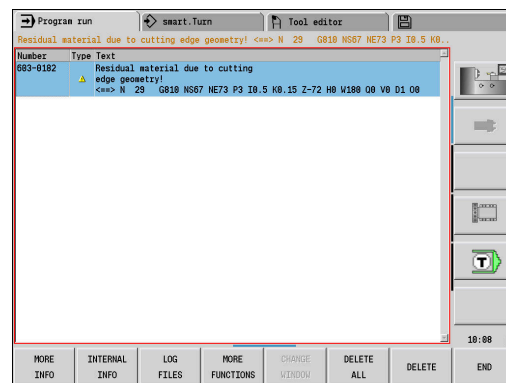 Program run
smart.Turn
Tool editor
Residual material due to cutting edge geometry! <==> N 29 G810 NS67 NE73 P3 I0.5 K0..
Number Type Text
603-0182 Residual material due to cutting
edge geometry!
<==> N 29 G810 NS67 NE73 P3 I0.5 K0.15 Z-72 H0 W180 Q0 V0 D1 O0
T
10:08
MORE INFO
INTERNAL INFO
LOG FILES
MORE FUNCTIONS
CHANGE WINDOW
DELETE ALL
DELETE
END